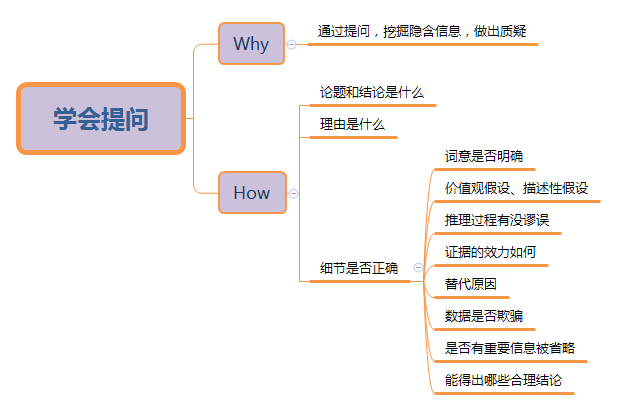 学会提问
Why
通过提问，挖掘隐含信息，做出质疑
How
论题和结论是什么
理由是什么
细节是否正确
词意是否明确
价值观假设、描述性假设
推理过程有没谬误
证据的效力如何
替代原因
数据是否欺骗
是否有重要信息被省略
能得出哪些合理结论